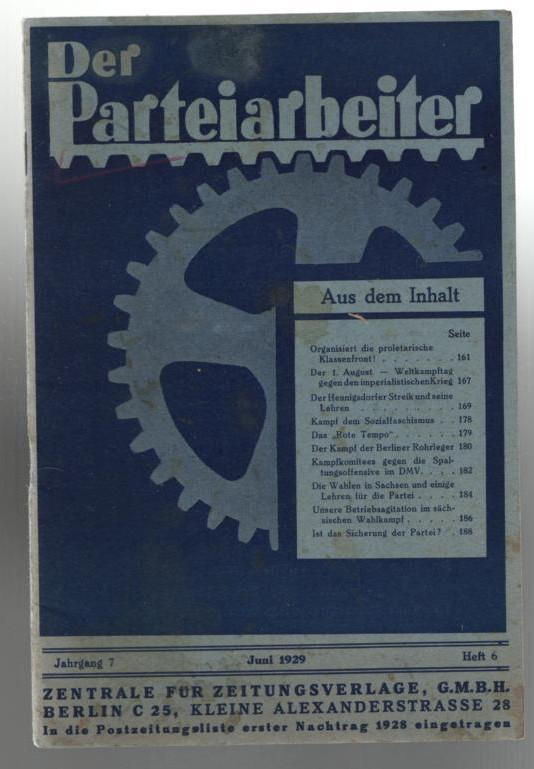 Der
Parteiarbeiter
Aus dem Inhalt
Seite
Organisiert die proletarische
Klassenfront! . . . . . . . 161
Der 1. August — Weltkampftag
gegen den imperialistischen Krieg 167
Der Hennigsdorfer Streik und seine
Lehren . . . . . . . . . 169
Kampf dem Sozialfaschismus . . 178
Das „Rote Tempo“ . . . . . . 179
Der Kampf der Berliner Rohrleger 180
Kampfkomitees gegen die Spal-
tungsoffensive im DMV. . . . 182
Die Wahlen in Sachsen und einige
Lehren für die Partei . . . . 184
Unsere Betriebsagitation im säch-
sischen Wahlkampf . . . . . 186
Ist das Sicherung der Partei? . 188
Jahrgang 7 Juni 1929 Heft 6
ZENTRALE FÜR ZEITUNGSVERLAGE, G.M.B.H.
BERLIN C 25, KLEINE ALEXANDERSTRASSE 28
In die Postzeitungsliste erster Nachtrag 1928 eingetragen